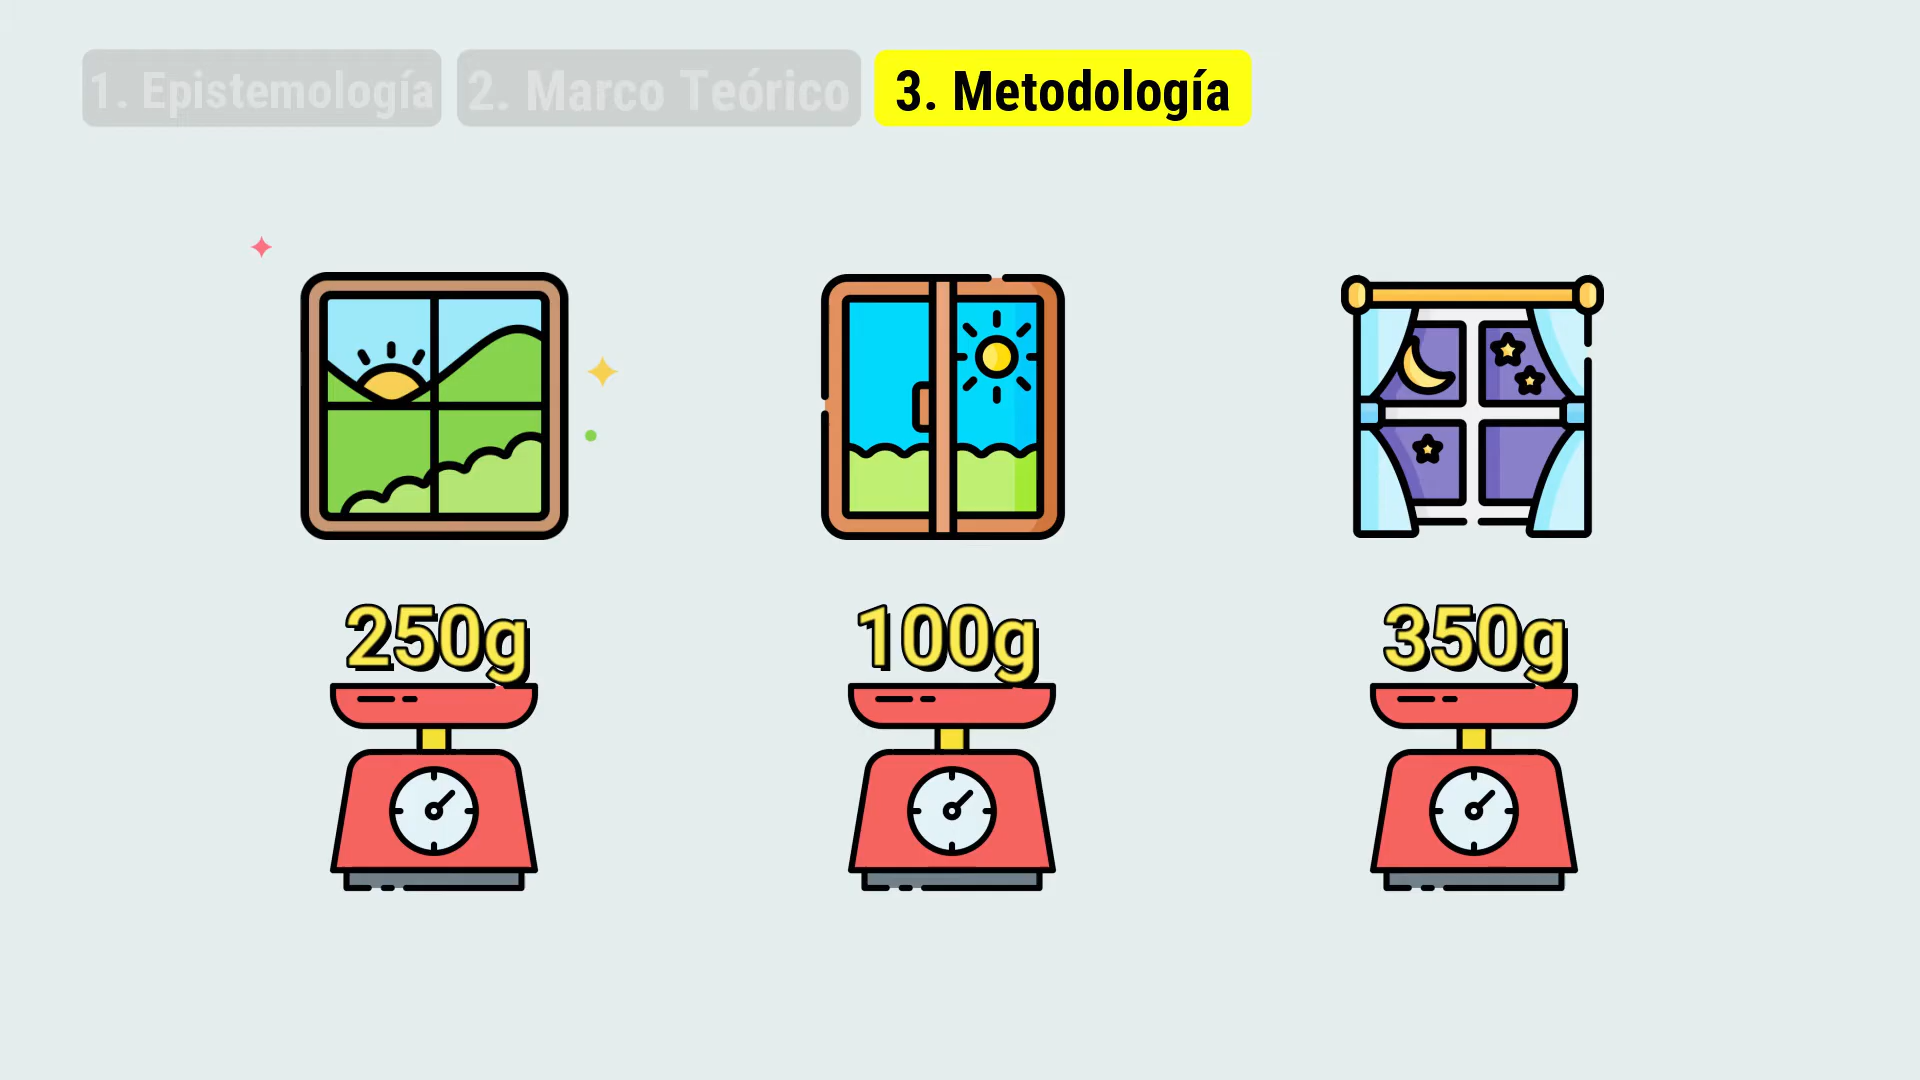 1. Epistemología
2. Marco Teórico
3. Metodología
250g
100g
350g